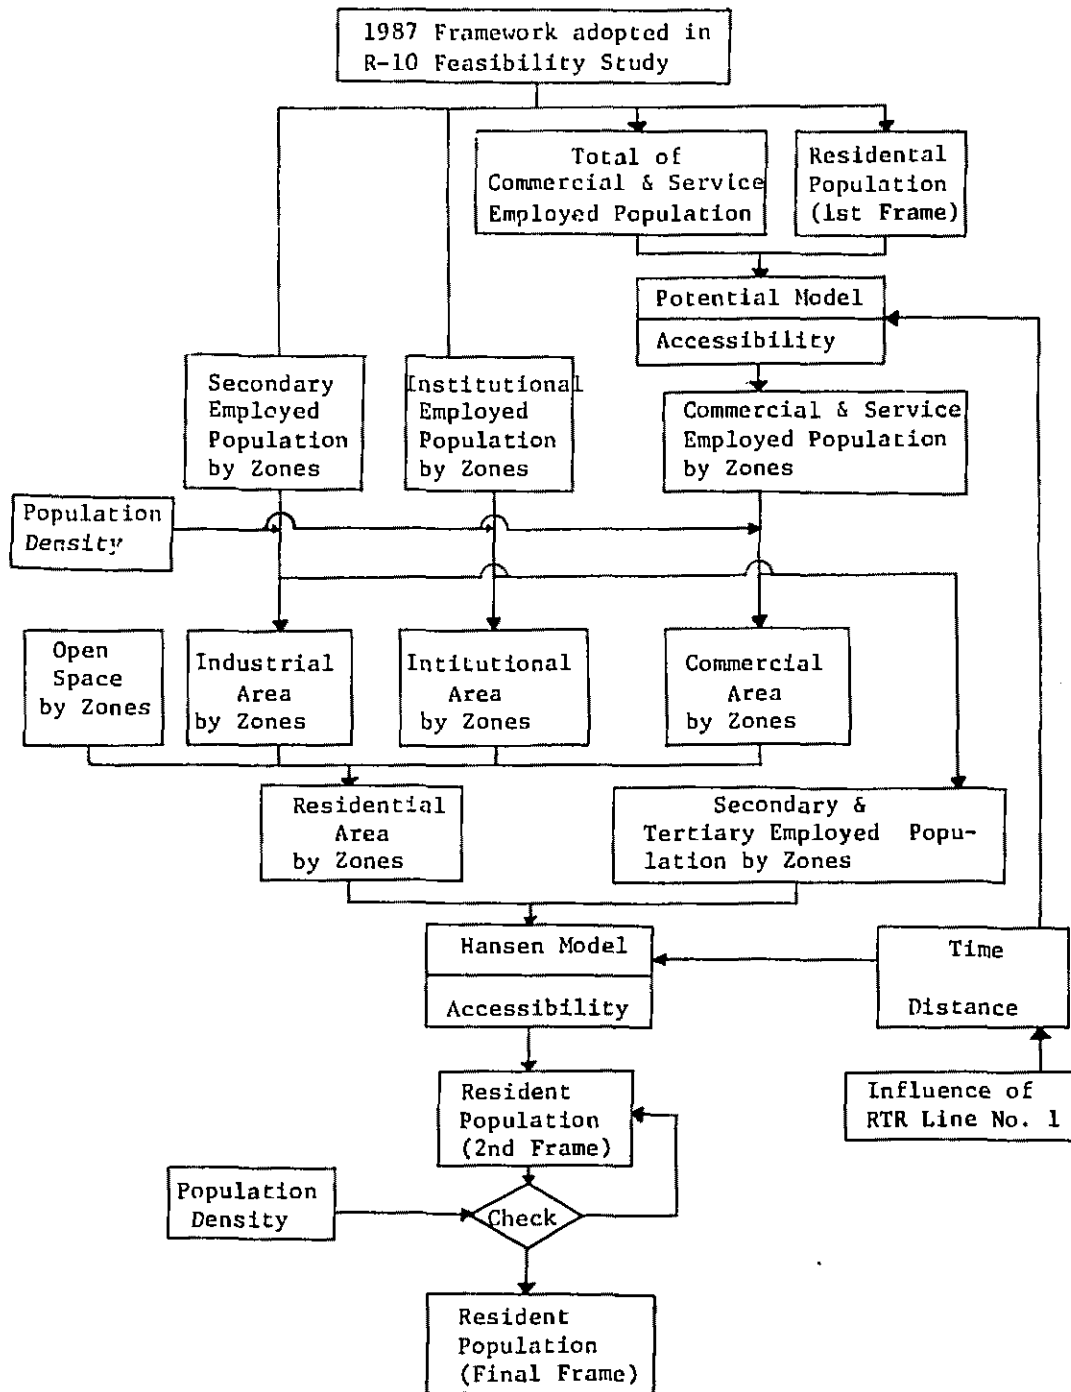 1987 Framework adopted in
R-10 Feasibility Study
Total of
Commercial & Service
Employed Population
Residental
Population
(1st Frame)
Potential Model
Accessibility
Secondary
Employed
Population
by Zones
Institutional
Employed
Population
by Zones
Commercial & Service
Employed Population
by Zones
Population
Density
Open
Space
by Zones
Industrial
Area
by Zones
Intitutional
Area
by Zones
Commercial
Area
by Zones
Residential
Area
by Zones
Secondary &
Tertiary Employed Popu-
lation by Zones
Hansen Model
Accessibility
Time
Distance
Resident
Population
(2nd Frame)
Influence of
RTR Line No. 1
Population
Density
Check
Resident
Population
(Final Frame)